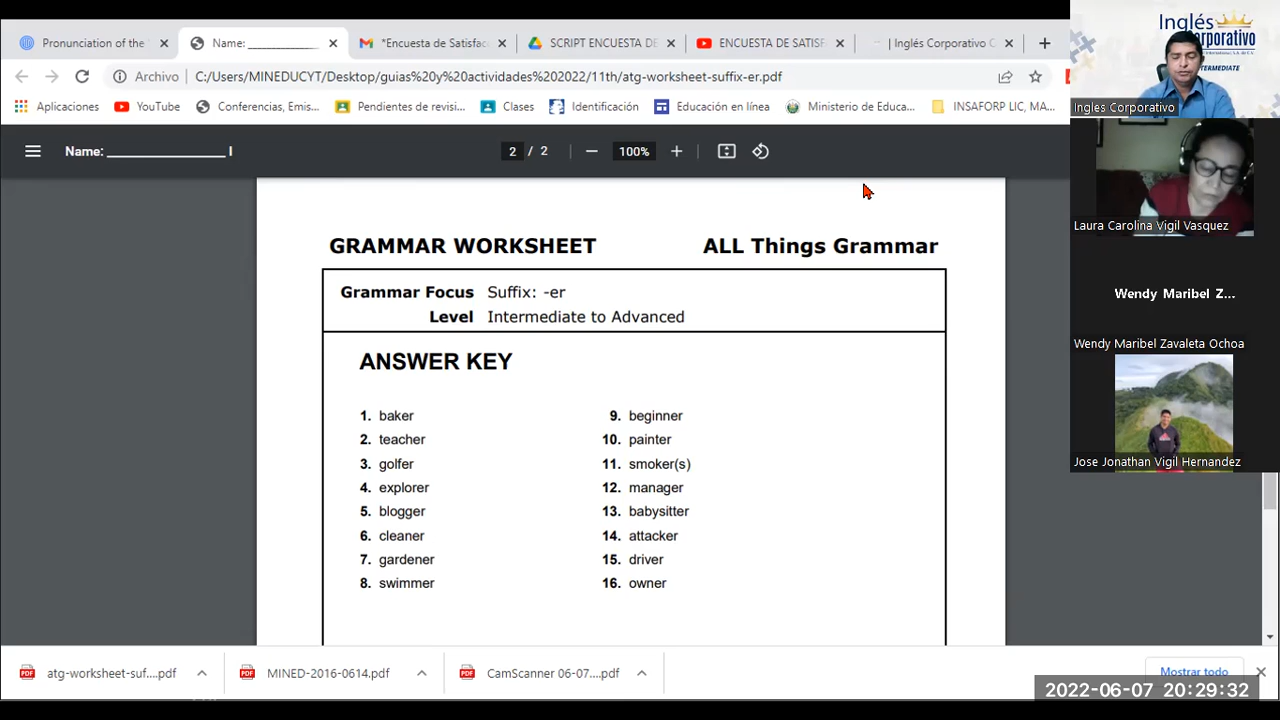 Pronunciation of the
Name: ___________
*Encuesta de Satisfa
SCRIPT ENCUESTA DE
ENCUESTA DE SATISF
| Inglés Corporativo C
Archivo C:/Users/MINEDUCYT/Desktop/guias%20y%20actividades%202022/11th/atg-worksheet-suffix-er.pdf
Aplicaciones YouTube Conferencias, Emis... Pendientes de revisi... Clases Identificación Educación en línea Ministerio de Educa... INSAFORP LIC, MA...
Name: ______________ I
2 / 2
100%
GRAMMAR WORKSHEET ALL Things Grammar
Grammar Focus Suffix: -er
Level Intermediate to Advanced
ANSWER KEY
1. baker
2. teacher
3. golfer
4. explorer
5. blogger
6. cleaner
7. gardener
8. swimmer
9. beginner
10. painter
11. smoker(s)
12. manager
13. babysitter
14. attacker
15. driver
16. owner
atg-worksheet-suf....pdf MINED-2016-0614.pdf CamScanner 06-07....pdf Mostrar todo
Inglés
Corporativo
Ingles Corporativo
Laura Carolina Vigil Vasquez
Wendy Maribel Z...
Wendy Maribel Zavaleta Ochoa
Jose Jonathan Vigil Hernandez
2022-06-07 20:29:32